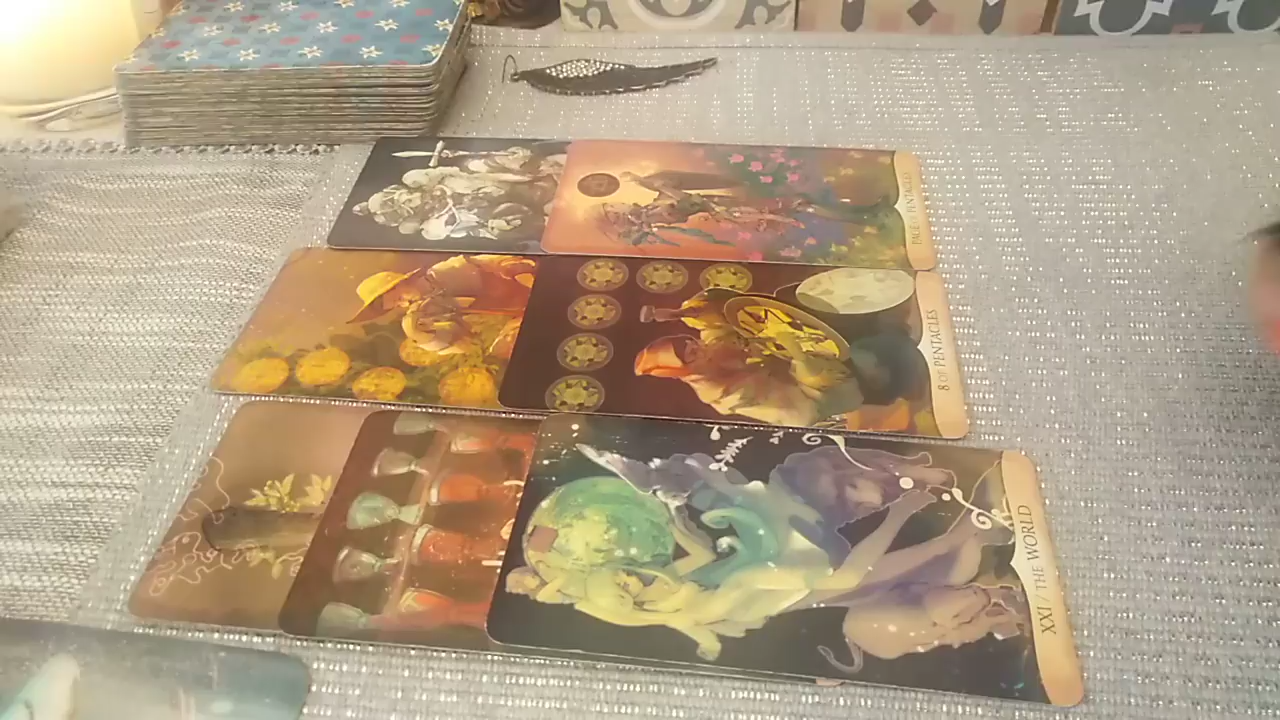 PAGE OF PENTACLES
8 OF PENTACLES
XXI / THE WORLD